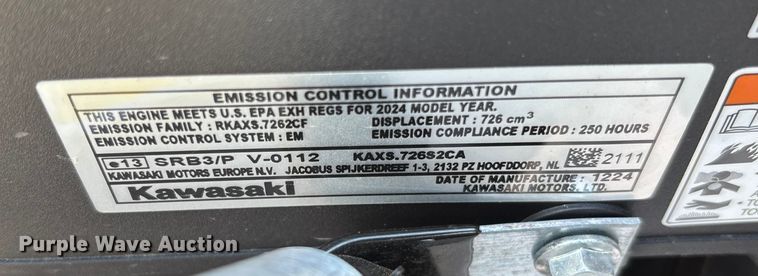 EMISSION CONTROL INFORMATION
THIS ENGINE MEETS U.S. EPA EXH REGS FOR 2024 MODEL YEAR.
EMISSION FAMILY : RKAXS.7262CF DISPLACEMENT : 726 cm³
EMISSION CONTROL SYSTEM : EM EMISSION COMPLIANCE PERIOD : 250 HOURS
e13 SRB3/P V-0112 KAXS.726S2CA 2111
KAWASAKI MOTORS EUROPE N.V. JACOBUS SPIJKERDREEF 1-3, 2132 PZ HOOFDDORP, NL
Kawasaki DATE OF MANUFACTURE : 1224
KAWASAKI MOTORS, LTD.
Purple Wave Auction